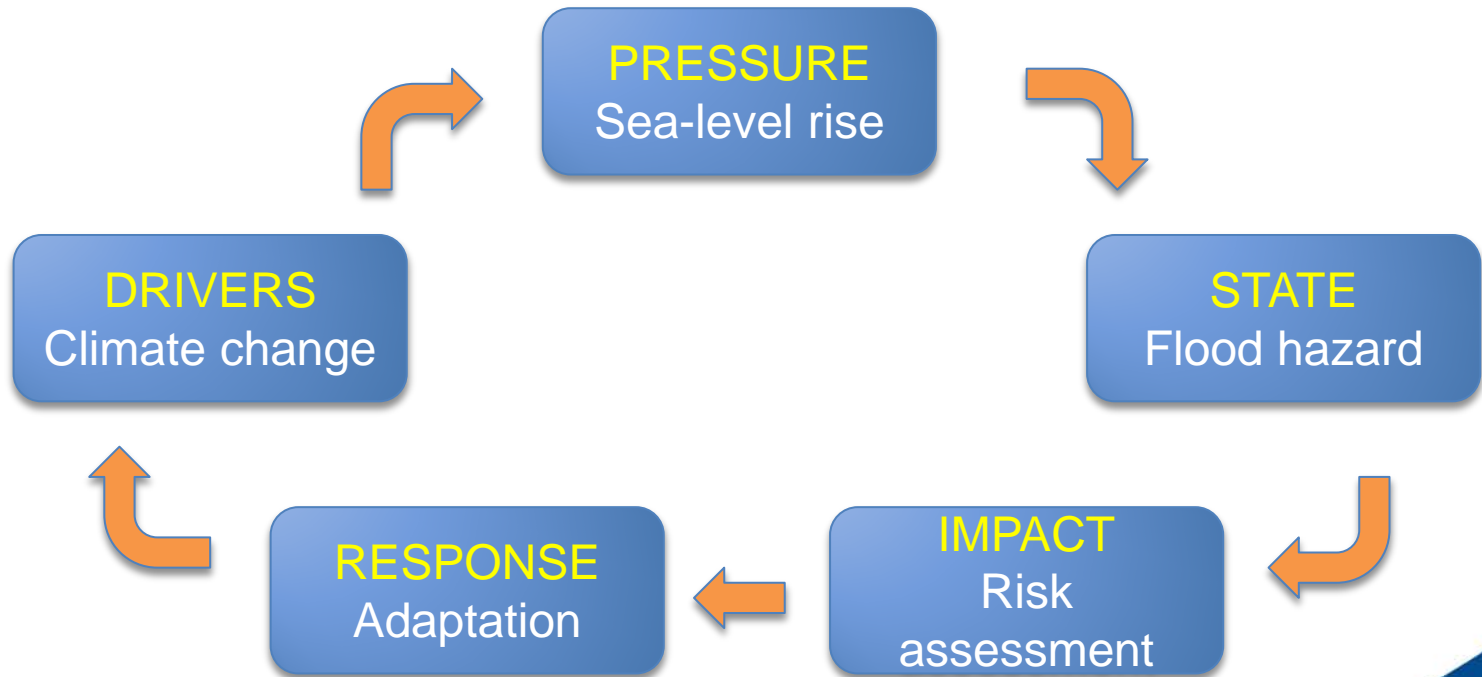 PRESSURE
Sea-level rise
DRIVERS
Climate change
STATE
Flood hazard
RESPONSE
Adaptation
IMPACT
Risk
assessment